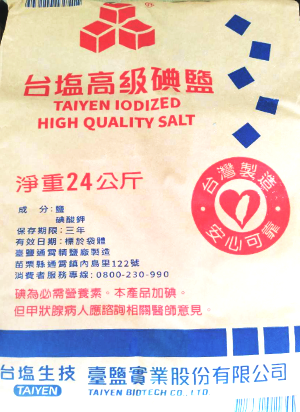 台塩高級碘鹽
TAIYEN IODIZED
HIGH QUALITY SALT
淨重24公斤
台灣製造
安心可靠
成 分:鹽
碘酸鉀
保存期限:三年
有效日期:標於袋體
臺鹽通霄精鹽廠製造
苗栗縣通霄鎮內島里122號
消費者服務專線:0800-230-990
碘為必需營養素。本產品加碘。
但甲狀腺病人應諮詢相關醫師意見。
台塩生技 臺鹽實業股份有限公司
TAIYEN TAIYEN BIOTECH CO., LTD